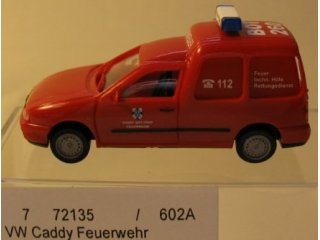 112
Feuer
techn. Hilfe
Rettungsdienst
7 72135 / 602A
VW Caddy Feuerwehr